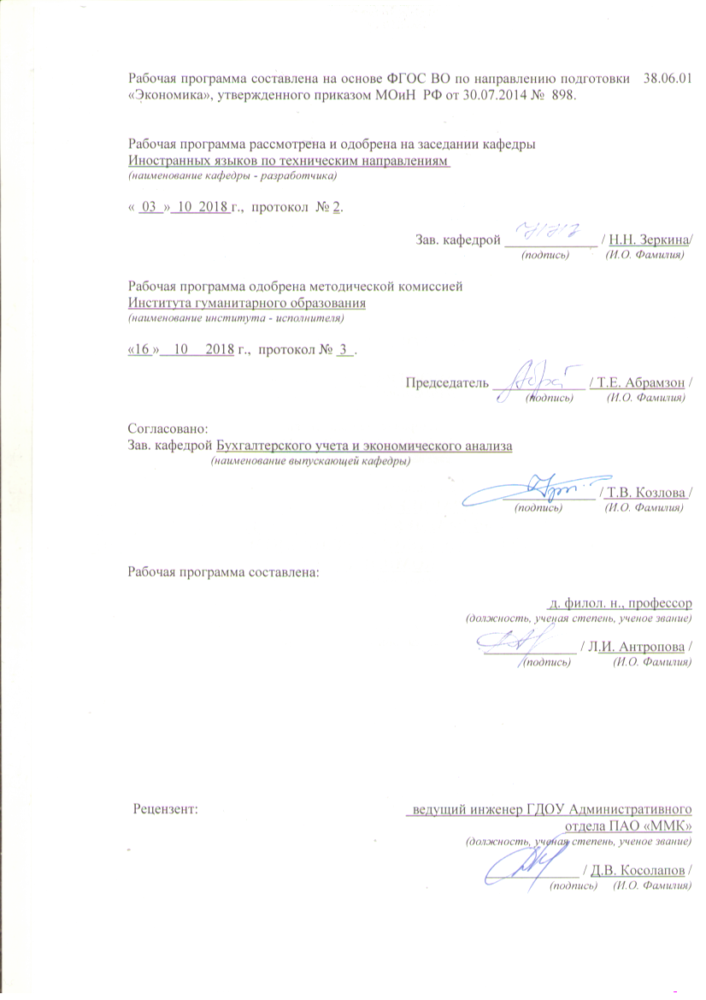 Рабочая программа составлена на основе ФГОС ВО по направлению подготовки 38.06.01
«Экономика», утвержденного приказом МОиН РФ от 30.07.2014 № 898.
Рабочая программа рассмотрена и одобрена на заседании кафедры
Иностранных языков по техническим направлениям
(наименование кафедры - разработчика)
« 03 » 10 2018 г., протокол № 2.
Зав. кафедрой _____________ / Н.Н. Зеркина/
(подпись) (И.О. Фамилия)
Рабочая программа одобрена методической комиссией
Института гуманитарного образования
(наименование института - исполнителя)
«16 » 10 2018 г., протокол № 3 .
Председатель _____________ / Т.Е. Абрамзон /
(подпись) (И.О. Фамилия)
Согласовано:
Зав. кафедрой Бухгалтерского учета и экономического анализа
(наименование выпускающей кафедры)
_____________ / Т.В. Козлова /
(подпись) (И.О. Фамилия)
Рабочая программа составлена:
д. филол. н., профессор
(должность, ученая степень, ученое звание)
_____________ / Л.И. Антропова /
(подпись) (И.О. Фамилия)
Рецензент: ведущий инженер ГДОУ Административного
отдела ПАО «ММК»
(должность, ученая степень, ученое звание)
_____________ / Д.В. Косолапов /
(подпись) (И.О. Фамилия)